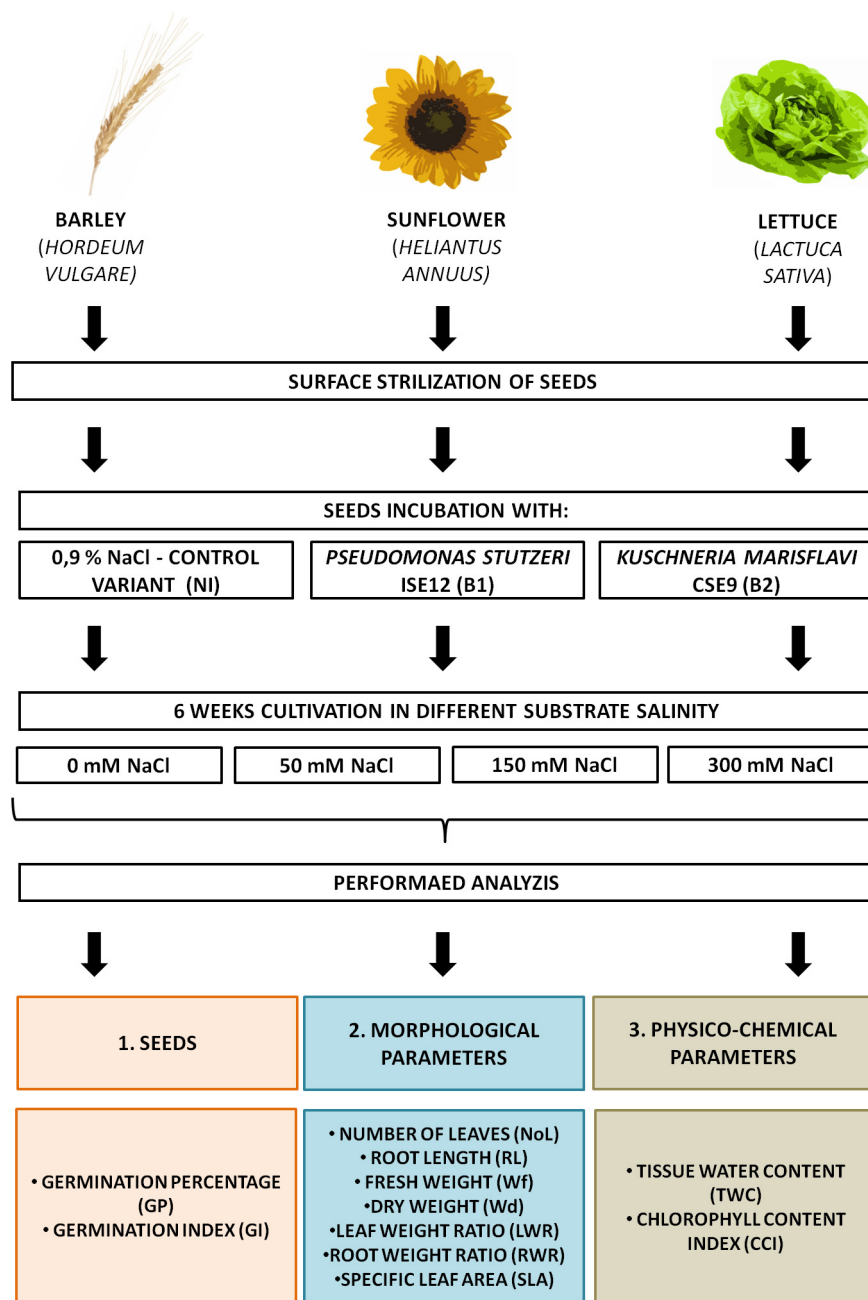 BARLEY
(HORDEUM
VULGARE)
SUNFLOWER
(HELIANTUS
ANNUUS)
LETTUCE
(LACTUCA
SATIVA)
SURFACE STRILIZATION OF SEEDS
SEEDS INCUBATION WITH:
0,9 % NaCl - CONTROL
VARIANT (NI)
PSEUDOMONAS STUTZERI
ISE12 (B1)
KUSCHNERIA MARISFLAVI
CSE9 (B2)
6 WEEKS CULTIVATION IN DIFFERENT SUBSTRATE SALINITY
0 mM NaCl
50 mM NaCl
150 mM NaCl
300 mM NaCl
PERFORMAED ANALYZIS
1. SEEDS
2. MORPHOLOGICAL
PARAMETERS
3. PHYSICO-CHEMICAL
PARAMETERS
• GERMINATION PERCENTAGE
(GP)
• GERMINATION INDEX (GI)
• NUMBER OF LEAVES (NoL)
• ROOT LENGTH (RL)
• FRESH WEIGHT (Wf)
•DRY WEIGHT (Wd)
•LEAF WEIGHT RATIO (LWR)
•ROOT WEIGHT RATIO (RWR)
•SPECIFIC LEAF AREA (SLA)
• TISSUE WATER CONTENT
(TWC)
• CHLOROPHYLL CONTENT
INDEX (CCI)